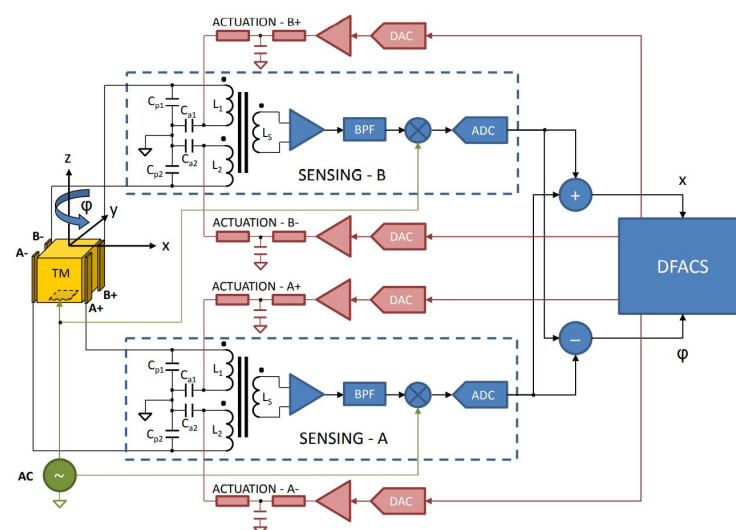 ACTUATION - B+
DAC
Cp1
L1
Ca1
LS
BPF
ADC
Ca2
Cp2
L2
SENSING - B
+
x
z
φ
y
x
B-
A-
TM
B+
A+
ACTUATION - B-
DAC
DFACS
ACTUATION - A+
DAC
−
φ
Cp1
L1
Ca1
LS
BPF
ADC
Ca2
Cp2
L2
SENSING - A
AC
~
ACTUATION - A-
DAC